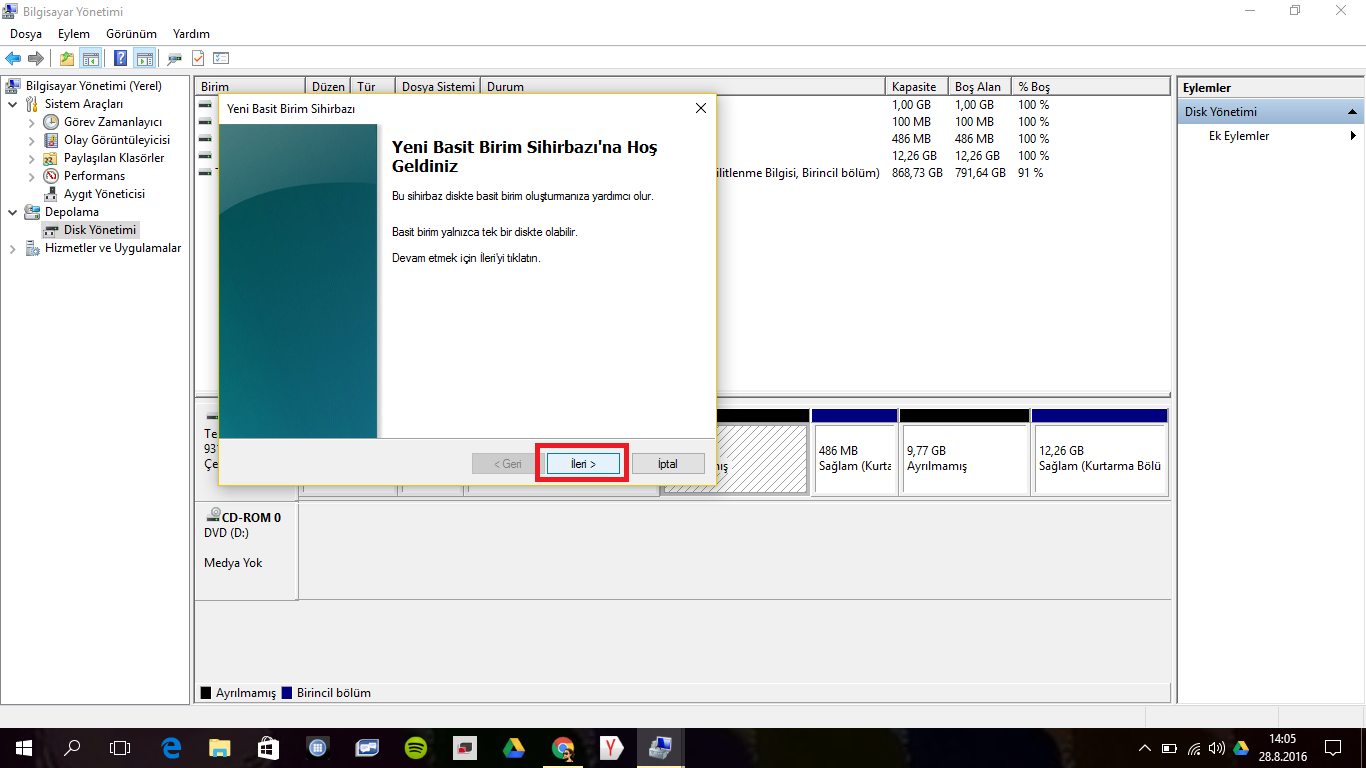 Bilgisayar Yönetimi
Dosya Eylem Görünüm Yardım
Bilgisayar Yönetimi (Yerel)
Sistem Araçları
Görev Zamanlayıcı
Olay Görüntüleyicisi
Paylaşılan Klasörler
Performans
Aygıt Yöneticisi
Depolama
Disk Yönetimi
Hizmetler ve Uygulamalar
Birim Düzen Tür Dosya Sistemi Durum Kapasite Boş Alan % Boş
1,00 GB 1,00 GB 100 %
100 MB 100 MB 100 %
486 MB 486 MB 100 %
12,26 GB 12,26 GB 100 %
ilitlenme Bilgisi, Birincil bölüm) 868,73 GB 791,64 GB 91 %
Yeni Basit Birim Sihirbazı
Yeni Basit Birim Sihirbazı'na Hoş
Geldiniz
Bu sihirbaz diskte basit birim oluşturmanıza yardımcı olur.
Basit birim yalnızca tek bir diskte olabilir.
Devam etmek için İleri'yi tıklatın.
< Geri İleri > İptal
Te
931
Çe
ış
486 MB
Sağlam (Kurta
9,77 GB
Ayrılmamış
12,26 GB
Sağlam (Kurtarma Bölü
CD-ROM 0
DVD (D:)
Medya Yok
Ayrılmamış Birincil bölüm
Eylemler
Disk Yönetimi
Ek Eylemler
14:05
28.8.2016